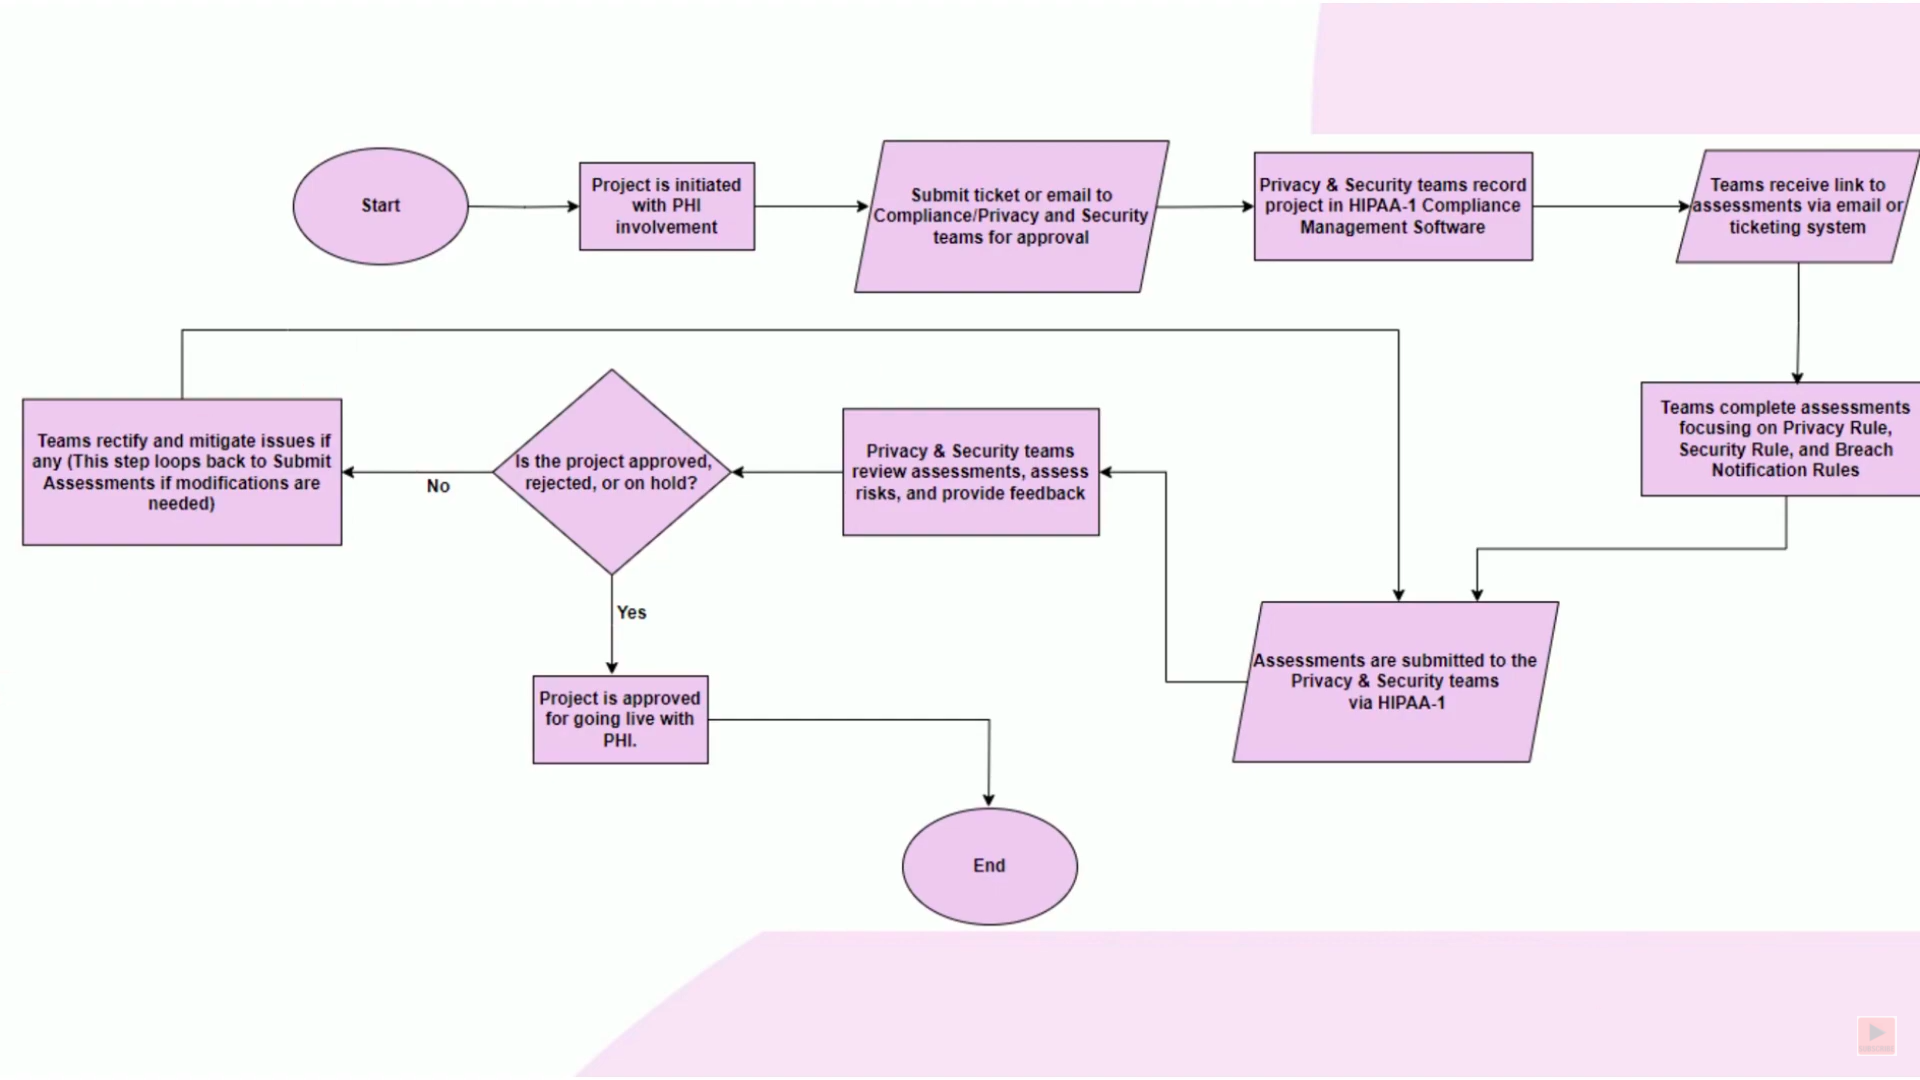 Start
Project is initiated
with PHI
involvement
Submit ticket or email to
Compliance/Privacy and Security
teams for approval
Privacy & Security teams record
project in HIPAA-1 Compliance
Management Software
Teams receive link to
assessments via email or
ticketing system
Teams complete assessments
focusing on Privacy Rule,
Security Rule, and Breach
Notification Rules
Assessments are submitted to the
Privacy & Security teams
via HIPAA-1
Privacy & Security teams
review assessments, assess
risks, and provide feedback
Is the project approved,
rejected, or on hold?
No
Teams rectify and mitigate issues if
any (This step loops back to Submit
Assessments if modifications are
needed)
Yes
Project is approved
for going live with
PHI.
End